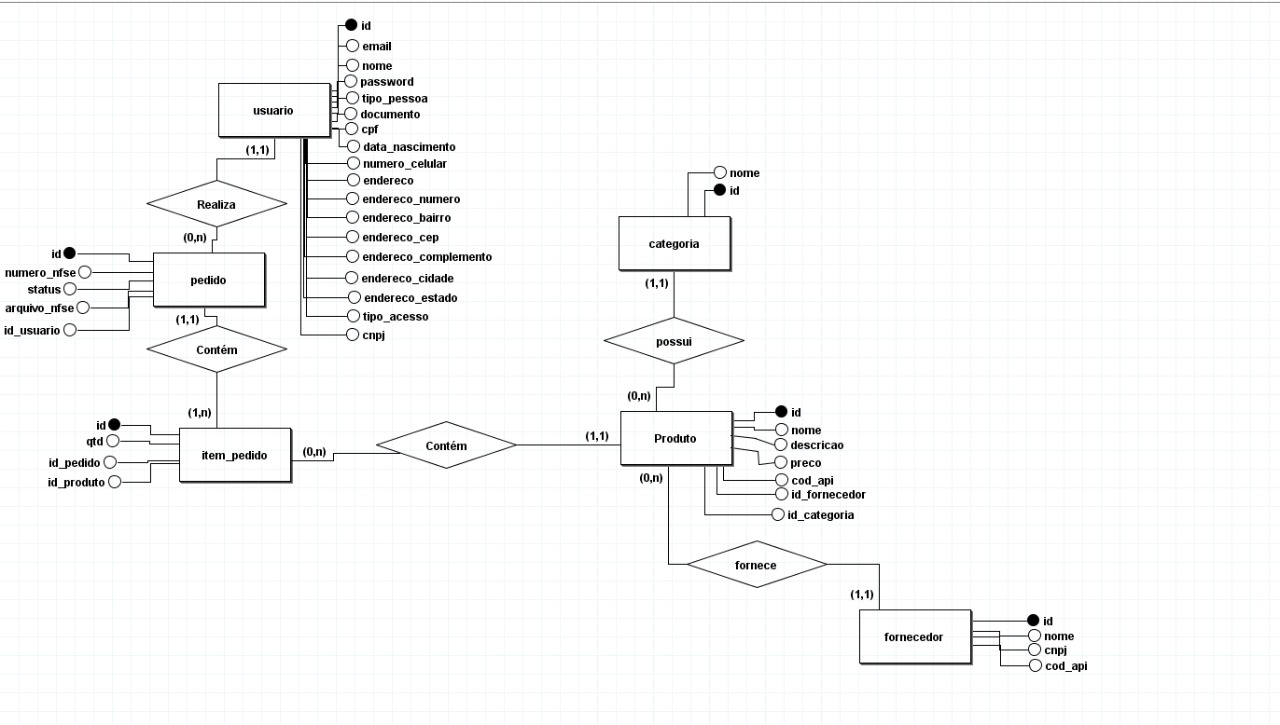 id
email
nome
password
tipo_pessoa
documento
cpf
data_nascimento
numero_celular
endereco
endereco_numero
endereco_bairro
endereco_cep
endereco_complemento
endereco_cidade
endereco_estado
tipo_acesso
cnpj
usuario
(1,1)
Realiza
(0,n)
id
numero_nfse
status
arquivo_nfse
id_usuario
pedido
(1,1)
Contém
(1,n)
id
qtd
id_pedido
id_produto
item_pedido
(0,n)
Contém
(1,1)
nome
id
categoria
(1,1)
possui
(0,n)
Produto
id
nome
descricao
preco
cod_api
id_fornecedor
id_categoria
(0,n)
fornece
(1,1)
fornecedor
id
nome
cnpj
cod_api